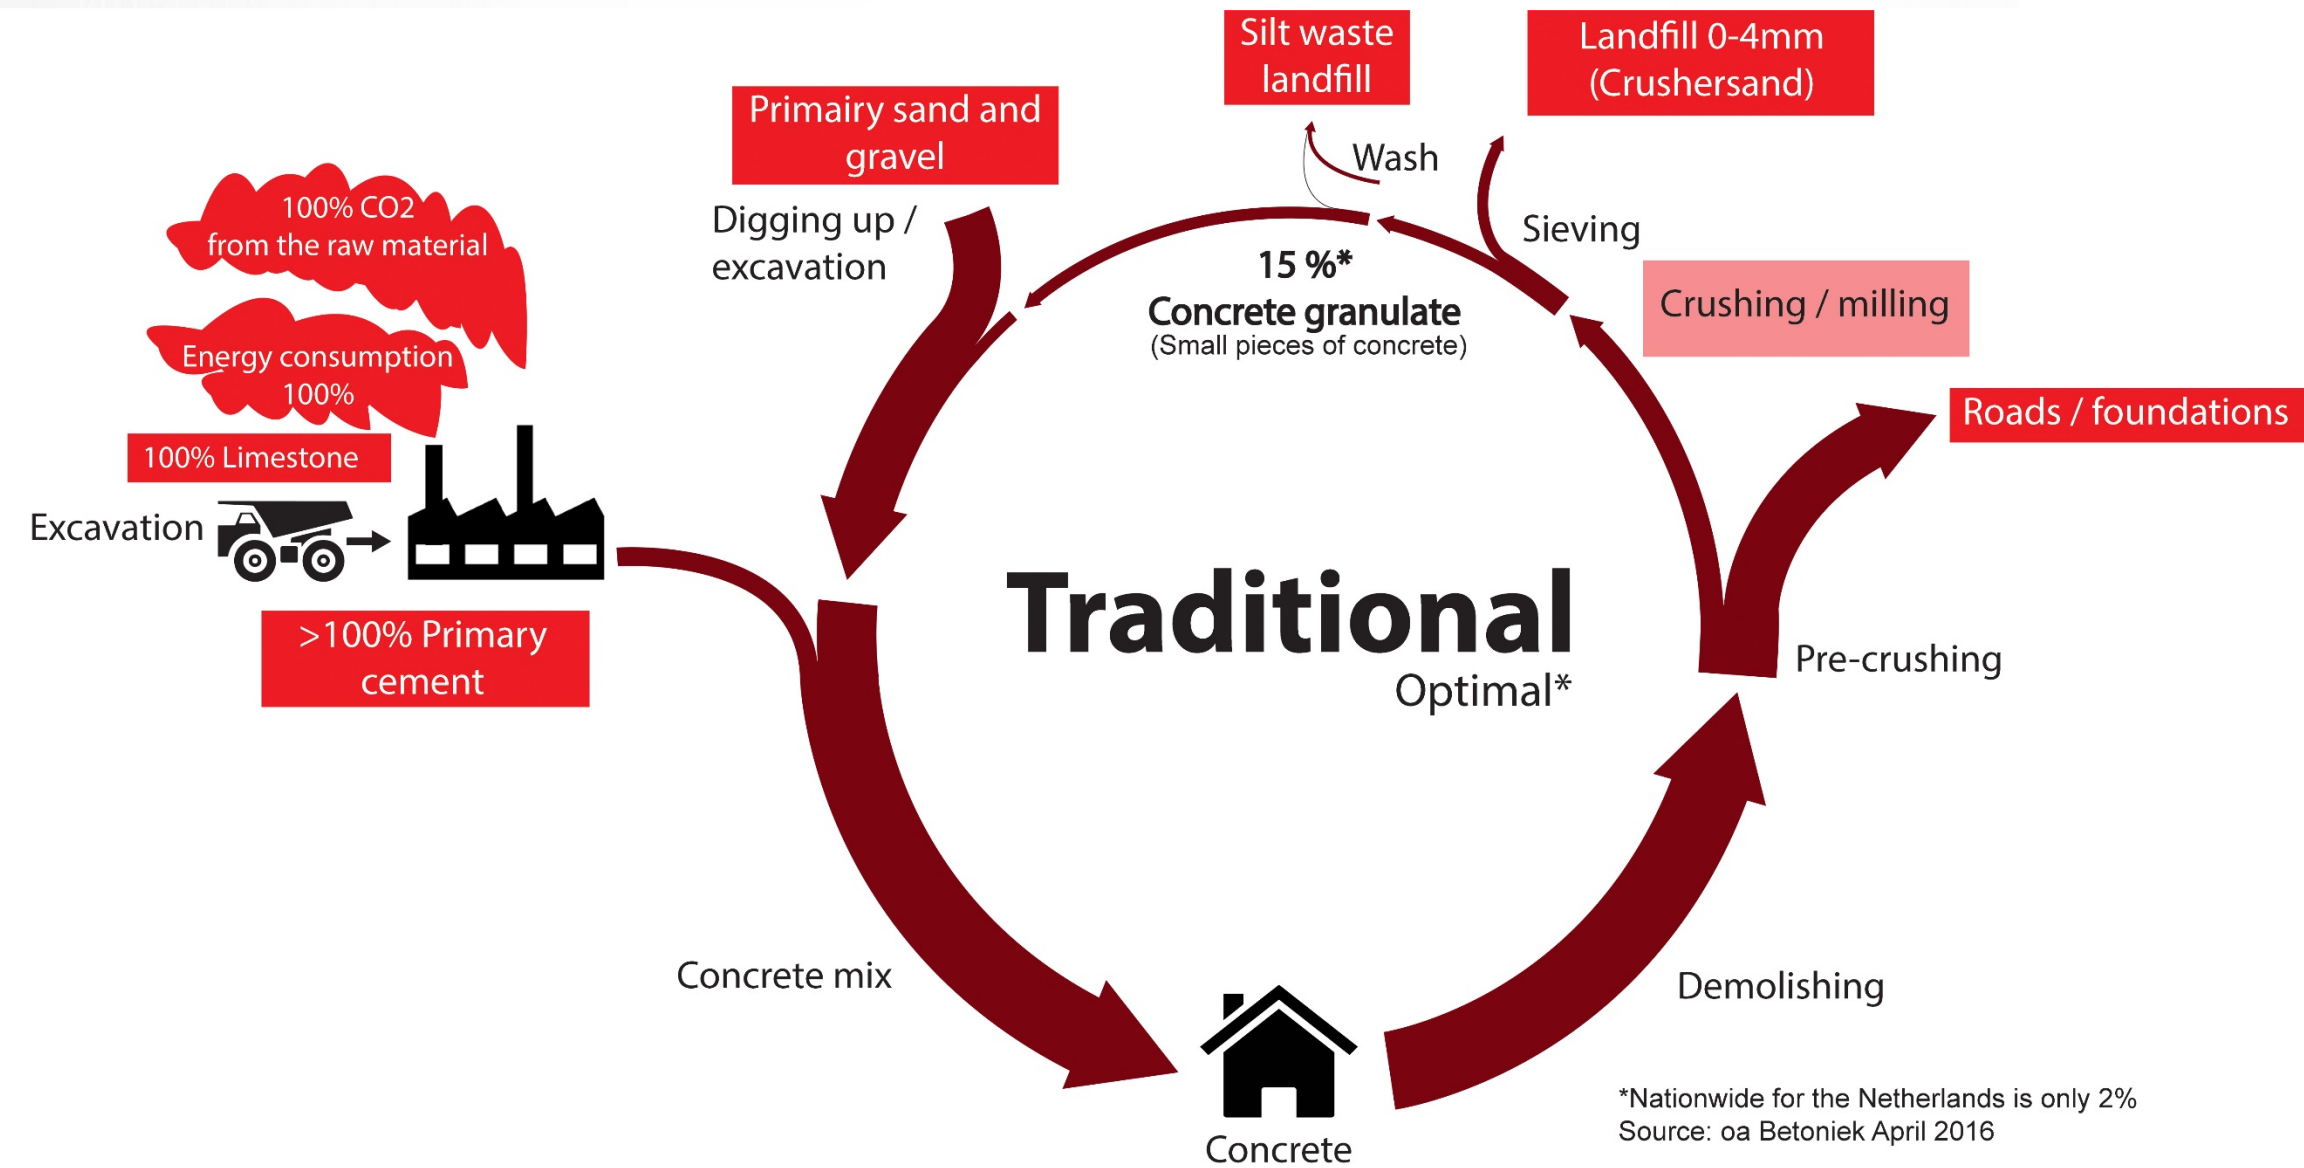 Silt waste
landfill
Landfill 0-4mm
(Crushersand)
Primairy sand and
gravel
Wash
Digging up /
excavation
Sieving
100% CO2
from the raw material
15 %*
Concrete granulate
(Small pieces of concrete)
Crushing / milling
Energy consumption
100%
Roads / foundations
100% Limestone
Excavation
>100% Primary
cement
Traditional
Optimal*
Pre-crushing
Concrete mix
Demolishing
Concrete
*Nationwide for the Netherlands is only 2%
Source: oa Betoniek April 2016